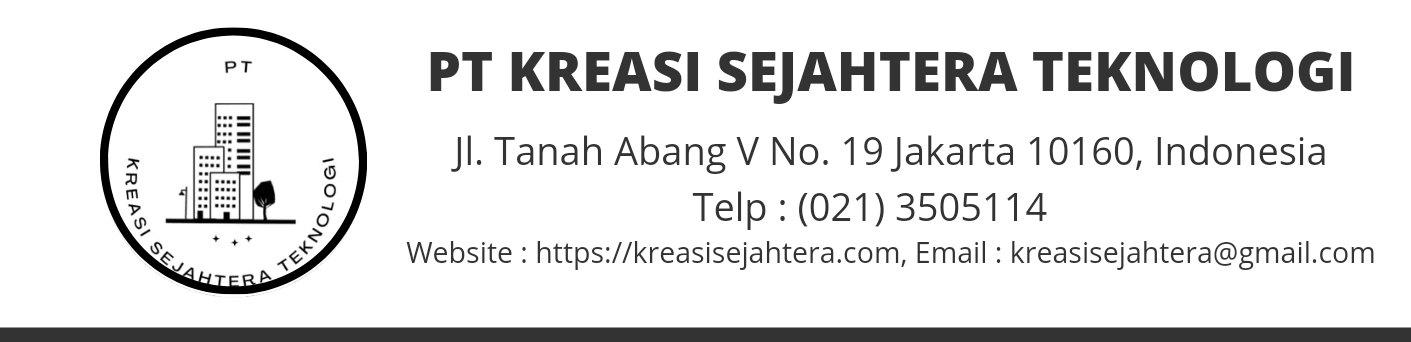 PT
KREASI SEJAHTERA TEKNOLOGI
PT KREASI SEJAHTERA TEKNOLOGI
Jl. Tanah Abang V No. 19 Jakarta 10160, Indonesia
Telp : (021) 3505114
Website : https://kreasisejahtera.com, Email : kreasisejahtera@gmail.com